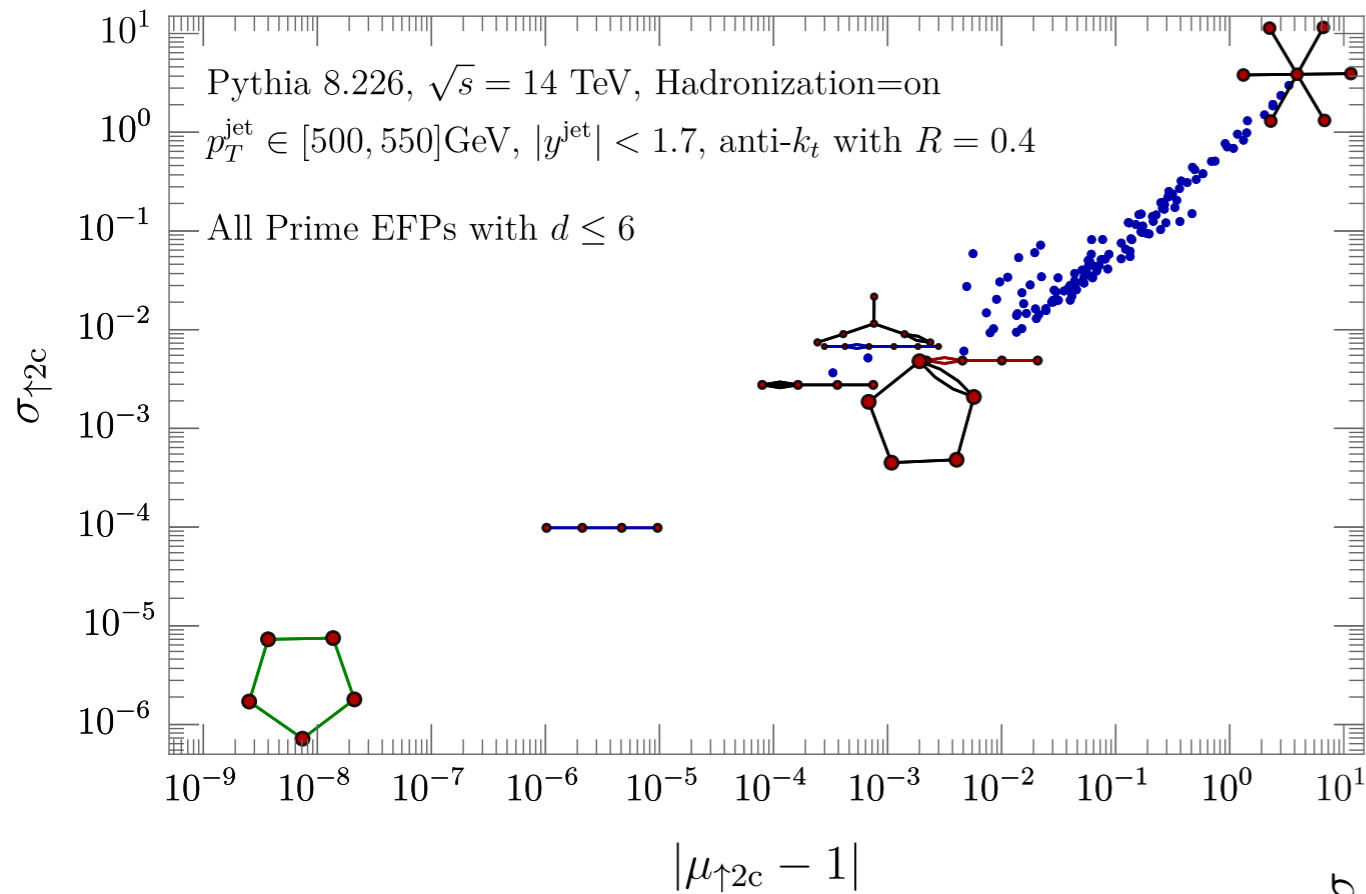 Pythia 8.226, √s = 14 TeV, Hadronization=on
p_T^jet ∈ [500, 550]GeV, |y^jet| < 1.7, anti-k_t with R = 0.4
All Prime EFPs with d ≤ 6
σ_↑2c
10^1
10^0
10^−1
10^−2
10^−3
10^−4
10^−5
10^−6
10^−9 10^−8 10^−7 10^−6 10^−5 10^−4 10^−3 10^−2 10^−1 10^0 10^1
|μ_↑2c − 1|
σ